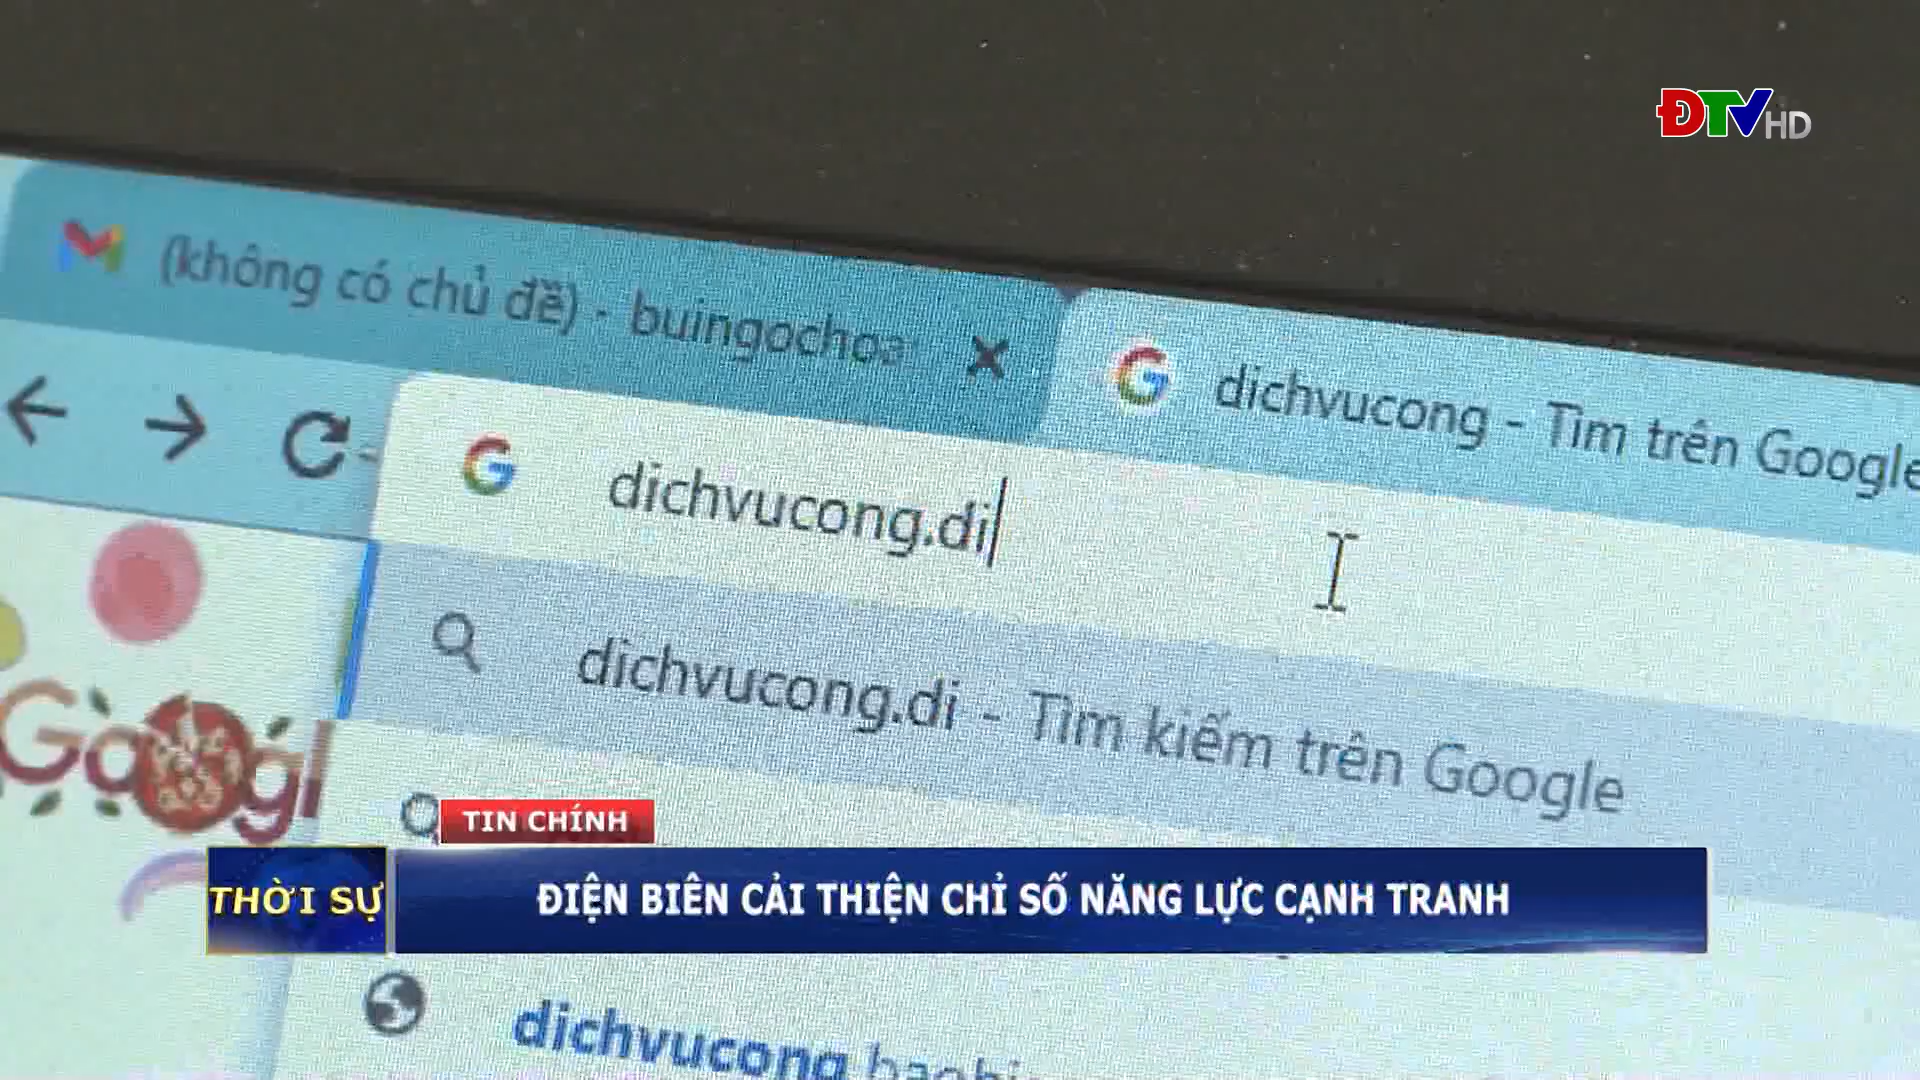 ĐTV HD
(không có chủ đề) - buingochoa
dichvucong - Tìm trên Google
dichvucong.di
dichvucong.di - Tìm kiếm trên Google
Googl
TIN CHÍNH
THỜI SỰ
ĐIỆN BIÊN CẢI THIỆN CHỈ SỐ NĂNG LỰC CẠNH TRANH
dichvucong